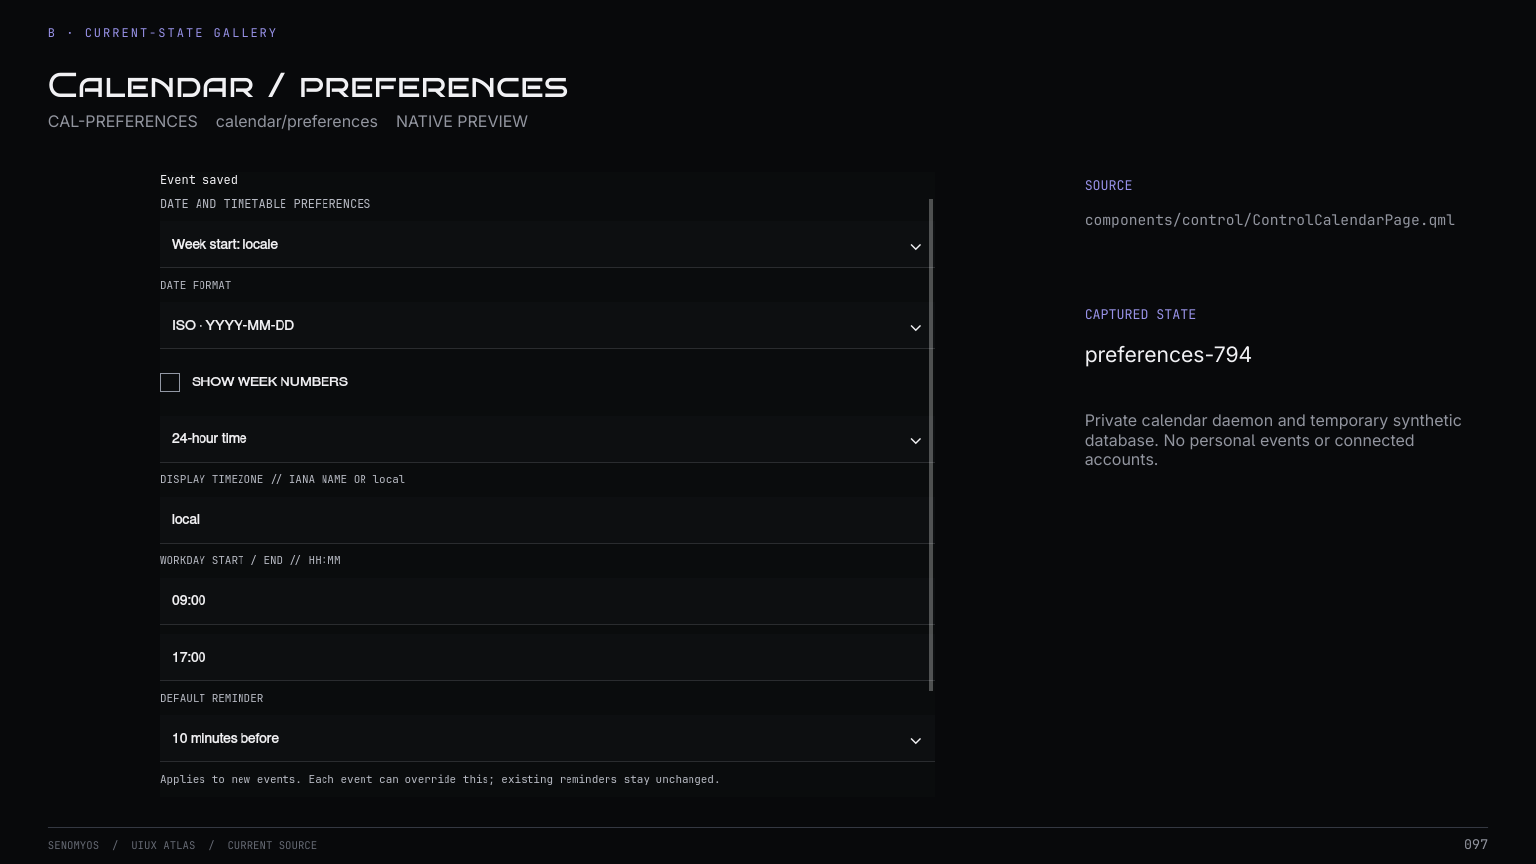 B · CURRENT-STATE GALLERY
CALENDAR / PREFERENCES
CAL-PREFERENCES calendar/preferences NATIVE PREVIEW
Event saved
DATE AND TIMETABLE PREFERENCES
Week start: locale
DATE FORMAT
ISO · YYYY-MM-DD
SHOW WEEK NUMBERS
24-hour time
DISPLAY TIMEZONE // IANA NAME OR local
local
WORKDAY START / END // HH:MM
09:00
17:00
DEFAULT REMINDER
10 minutes before
Applies to new events. Each event can override this; existing reminders stay unchanged.
SOURCE
components/control/ControlCalendarPage.qml
CAPTURED STATE
preferences-794
Private calendar daemon and temporary synthetic
database. No personal events or connected
accounts.
SENOMYOS / UIUX ATLAS / CURRENT SOURCE
097